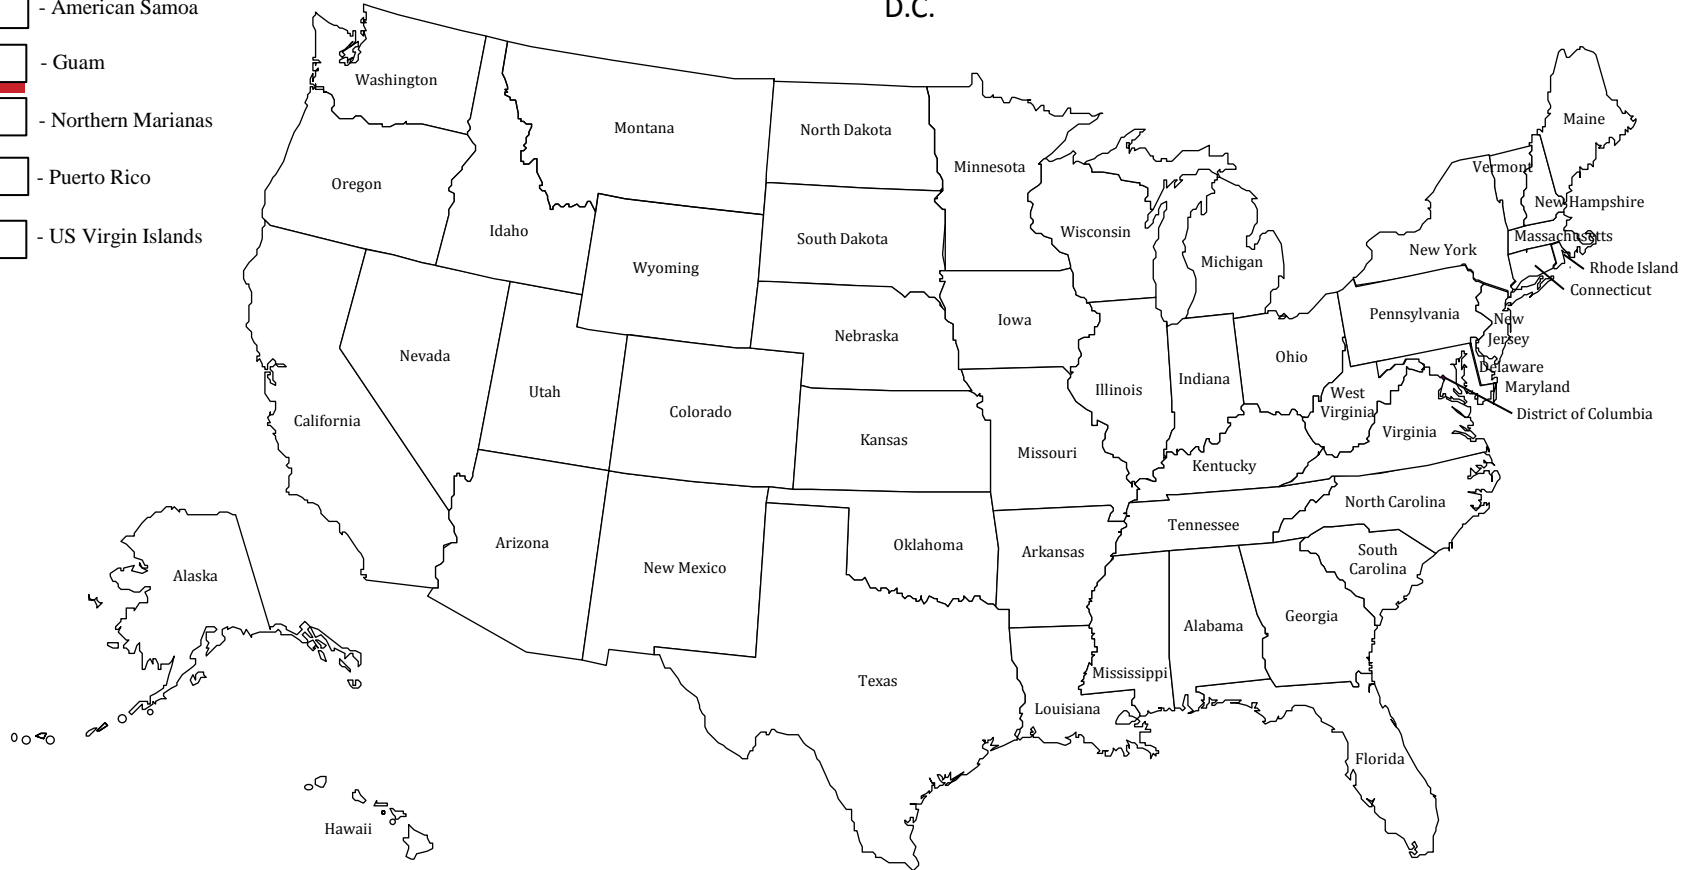 - American Samoa
D.C.
- Guam
- Northern Marianas
- Puerto Rico
- US Virgin Islands
Washington
Montana
North Dakota
Minnesota
Maine
Vermont
New Hampshire
Oregon
Idaho
Wyoming
South Dakota
Wisconsin
Michigan
New York
Massachusetts
Rhode Island
Connecticut
Iowa
Pennsylvania
New
Jersey
Nebraska
Nevada
Utah
Colorado
California
Kansas
Missouri
Illinois
Indiana
Ohio
West
Virginia
Delaware
Maryland
District of Columbia
Virginia
Kentucky
North Carolina
Tennessee
South
Carolina
Arizona
New Mexico
Oklahoma
Arkansas
Alaska
Georgia
Alabama
Mississippi
Texas
Louisiana
Florida
Hawaii